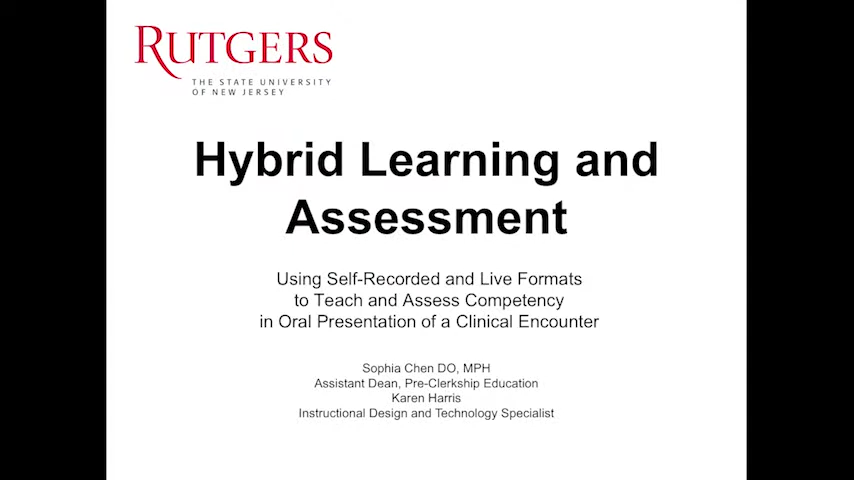 RUTGERS
THE STATE UNIVERSITY
OF NEW JERSEY
Hybrid Learning and
Assessment
Using Self-Recorded and Live Formats
to Teach and Assess Competency
in Oral Presentation of a Clinical Encounter
Sophia Chen DO, MPH
Assistant Dean, Pre-Clerkship Education
Karen Harris
Instructional Design and Technology Specialist